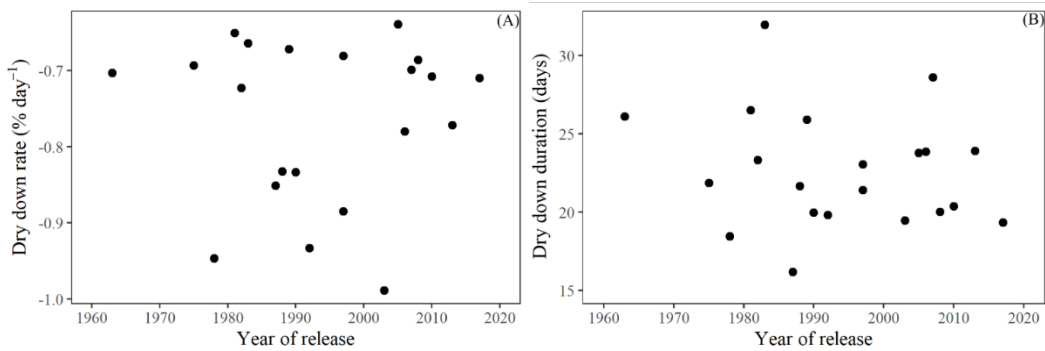 (A)
Dry down rate (% day⁻¹)
-0.7
-0.8
-0.9
-1.0
1960 1970 1980 1990 2000 2010 2020
Year of release
(B)
Dry down duration (days)
30
25
20
15
1960 1970 1980 1990 2000 2010 2020
Year of release